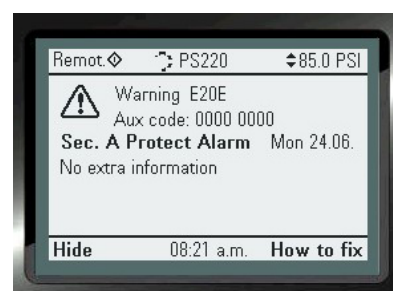 Remot. PS220 85.0 PSI
Warning E20E
Aux code: 0000 0000
Sec. A Protect Alarm Mon 24.06.
No extra information
Hide 08:21 a.m. How to fix